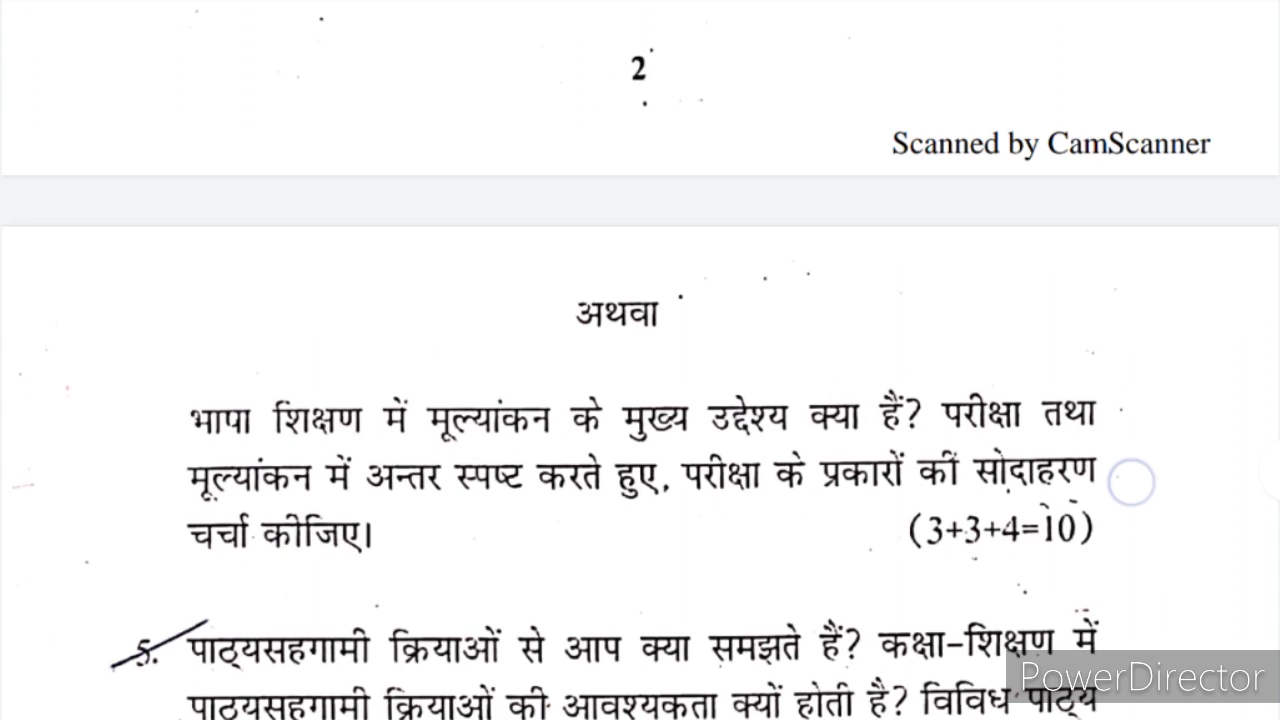 2
Scanned by CamScanner
अथवा
भाषा शिक्षण में मूल्यांकन के मुख्य उद्देश्य क्या हैं? परीक्षा तथा
मूल्यांकन में अन्तर स्पष्ट करते हुए, परीक्षा के प्रकारों की सोदाहरण
चर्चा कीजिए।
(3+3+4=10)
5. पाठ्यसहगामी क्रियाओं से आप क्या समझते हैं? कक्षा-शिक्षण में
पाठ्यसहगामी क्रियाओं की आवश्यकता क्यों होती है? विविध पाठ्य
PowerDirector